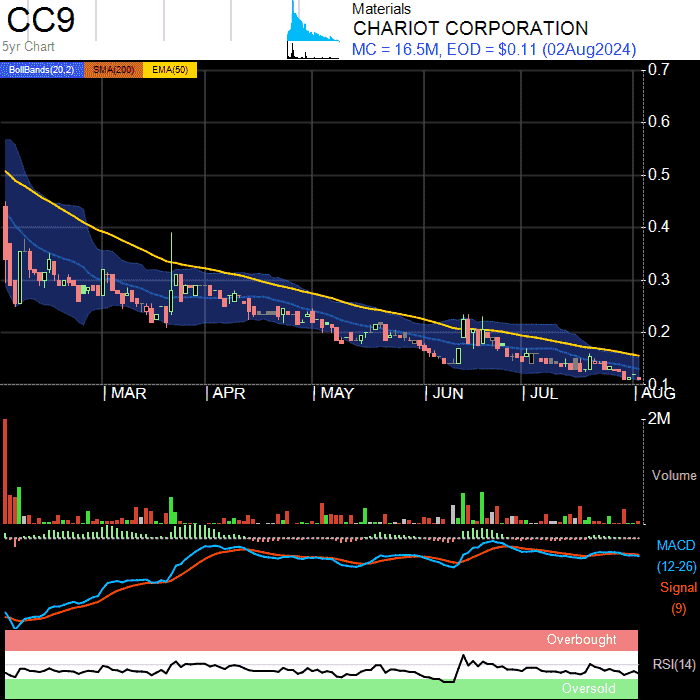 CC9
5yr Chart
Materials
CHARIOT CORPORATION
MC = 16.5M, EOD = $0.11 (02Aug2024)
BollBands(20,2) SMA(200) EMA(50)
0.7
0.6
0.5
0.4
0.3
0.2
0.1
MAR APR MAY JUN JUL AUG
2M
Volume
MACD
(12-26)
Signal
(9)
Overbought
RSI(14)
Oversold